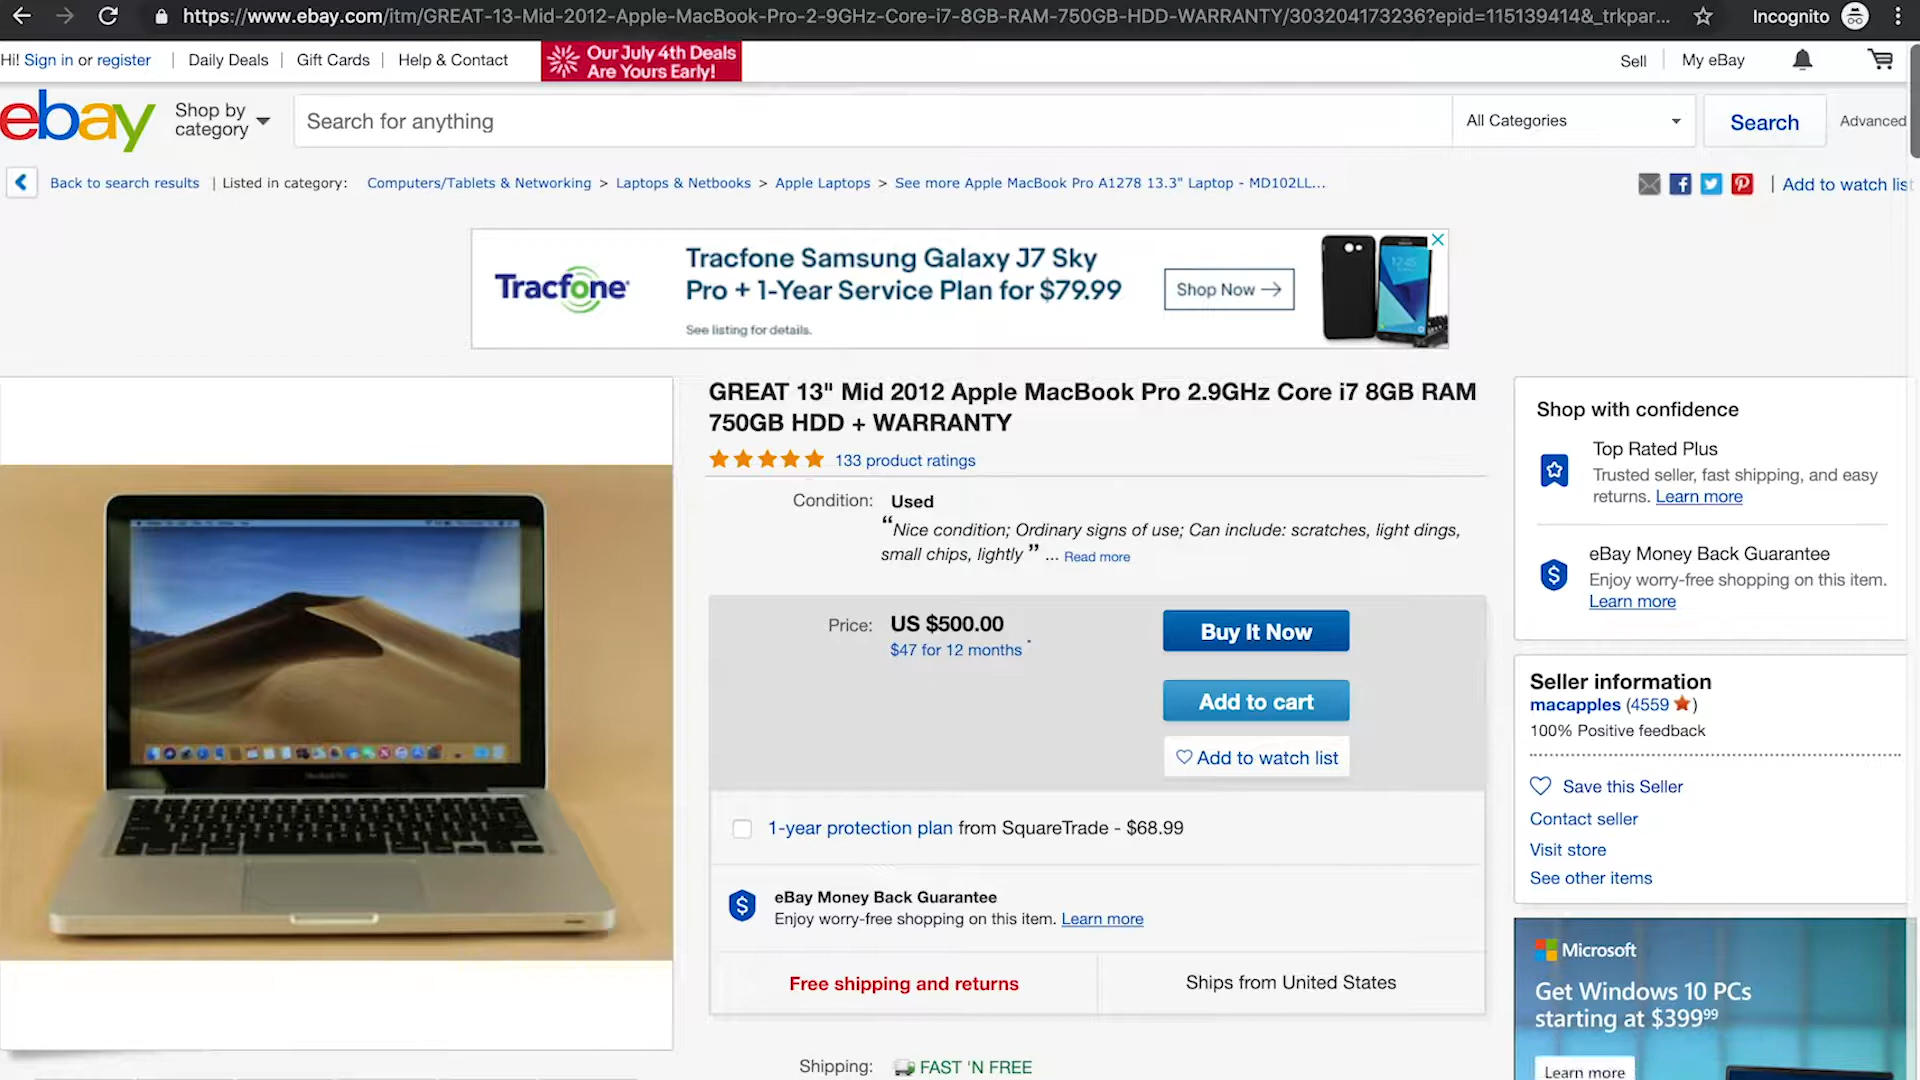 https://www.ebay.com/itm/GREAT-13-Mid-2012-Apple-MacBook-Pro-2-9GHz-Core-i7-8GB-RAM-750GB-HDD-WARRANTY/303204173236?epid=115139414&_trkpar...
Incognito
Hi! Sign in or register
Daily Deals
Gift Cards
Help & Contact
Our July 4th Deals
Are Yours Early!
Sell
My eBay
ebay
Shop by
category
Search for anything
All Categories
Search
Advanced
Back to search results
Listed in category:
Computers/Tablets & Networking > Laptops & Netbooks > Apple Laptops > See more Apple MacBook Pro A1278 13.3" Laptop - MD102LL...
Add to watch list
Tracfone
Tracfone Samsung Galaxy J7 Sky
Pro + 1-Year Service Plan for $79.99
See listing for details.
Shop Now →
12:45
GREAT 13" Mid 2012 Apple MacBook Pro 2.9GHz Core i7 8GB RAM
750GB HDD + WARRANTY
133 product ratings
Condition: Used
“Nice condition; Ordinary signs of use; Can include: scratches, light dings,
small chips, lightly ” ... Read more
Price: US $500.00
$47 for 12 months *
Buy It Now
Add to cart
Add to watch list
1-year protection plan from SquareTrade - $68.99
eBay Money Back Guarantee
Enjoy worry-free shopping on this item. Learn more
Free shipping and returns
Ships from United States
Shipping: FAST 'N FREE
Shop with confidence
Top Rated Plus
Trusted seller, fast shipping, and easy
returns. Learn more
eBay Money Back Guarantee
Enjoy worry-free shopping on this item.
Learn more
Seller information
macapples (4559 ★)
100% Positive feedback
Save this Seller
Contact seller
Visit store
See other items
Microsoft
Get Windows 10 PCs
starting at $399⁹⁹
Learn more